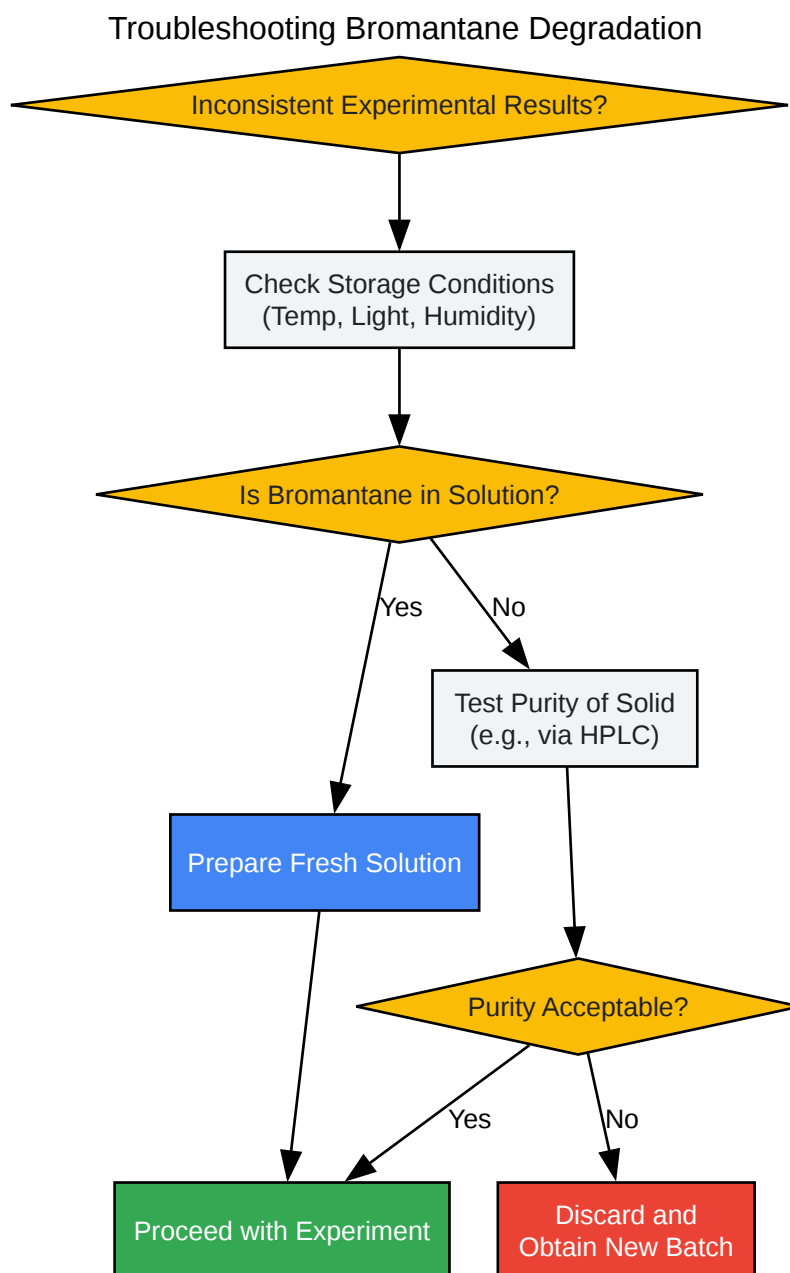 Troubleshooting Bromantane Degradation
Inconsistent Experimental Results?
Check Storage Conditions
(Temp, Light, Humidity)
Is Bromantane in Solution?
Yes
No
Test Purity of Solid
(e.g., via HPLC)
Prepare Fresh Solution
Purity Acceptable?
Yes
No
Proceed with Experiment
Discard and
Obtain New Batch